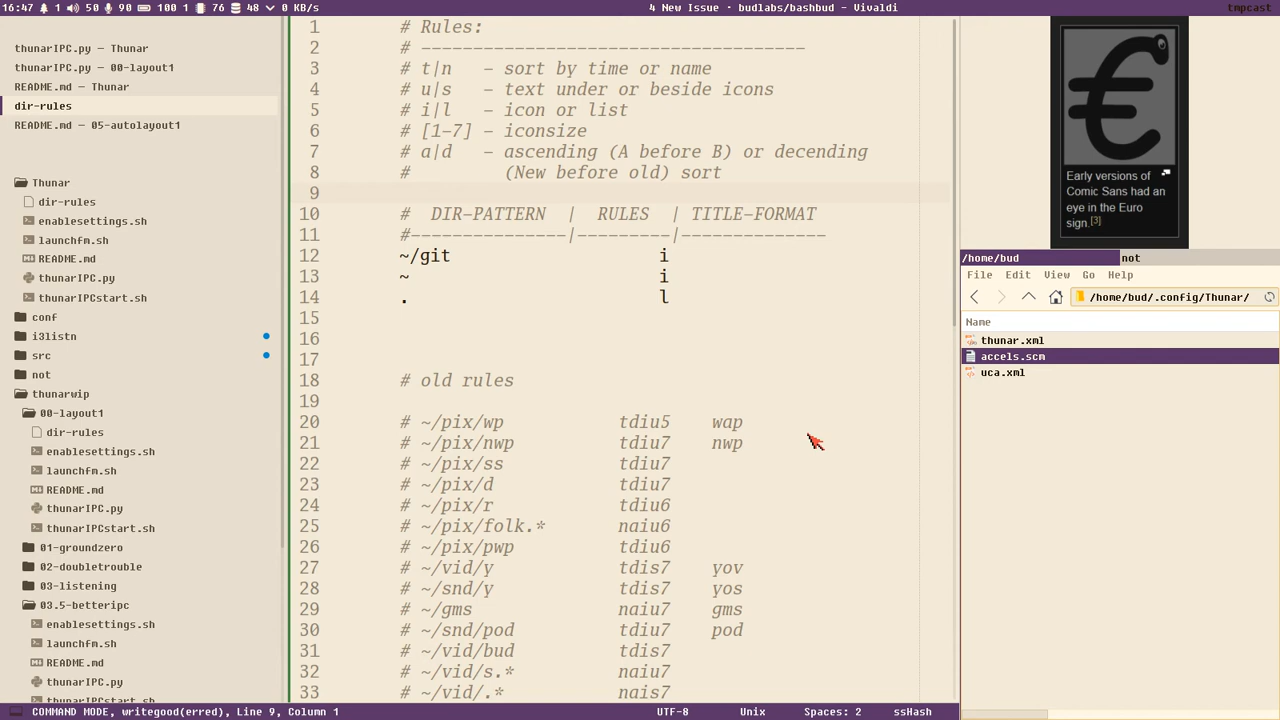 16:47 1 50 90 100 1 76 48 0 KB/s 4 New Issue · budlabs/bashbud - Vivaldi tmpcast
thunarIPC.py — Thunar
thunarIPC.py — 00-layout1
README.md — Thunar
dir-rules
README.md — 05-autolayout1
Thunar
dir-rules
enablesettings.sh
launchfm.sh
README.md
thunarIPC.py
thunarIPCstart.sh
conf
i3listn
src
not
thunarwip
00-layout1
dir-rules
enablesettings.sh
launchfm.sh
README.md
thunarIPC.py
thunarIPCstart.sh
01-groundzero
02-doubletrouble
03-listening
03.5-betteripc
enablesettings.sh
launchfm.sh
README.md
thunarIPC.py
thunarIPCstart.sh
1 # Rules:
2 # -------------------------------------
3 # t|n   - sort by time or name
4 # u|s   - text under or beside icons
5 # i|l   - icon or list
6 # [1-7] - iconsize
7 # a|d   - ascending (A before B) or decending
8 #         (New before old) sort
9
10 #  DIR-PATTERN  |  RULES  | TITLE-FORMAT
11 #---------------|---------|--------------
12 ~/git                    i
13 ~                        i
14 .                        l
15
16
17
18 # old rules
19
20 # ~/pix/wp           tdiu5    wap
21 # ~/pix/nwp          tdiu7    nwp
22 # ~/pix/ss           tdiu7
23 # ~/pix/d            tdiu7
24 # ~/pix/r            tdiu6
25 # ~/pix/folk.*       naiu6
26 # ~/pix/pwp          tdiu6
27 # ~/vid/y            tdis7    yov
28 # ~/snd/y            tdis7    yos
29 # ~/gms              naiu7    gms
30 # ~/snd/pod          tdiu7    pod
31 # ~/vid/bud          tdis7
32 # ~/vid/s.*          naiu7
33 # ~/vid/.*           nais7
Early versions of
Comic Sans had an
eye in the Euro
sign.[3]
/home/bud not
File Edit View Go Help
/home/bud/.config/Thunar/
Name
thunar.xml
accels.scm
uca.xml
COMMAND MODE, writegood(erred), Line 9, Column 1 UTF-8 Unix Spaces: 2 ssHash